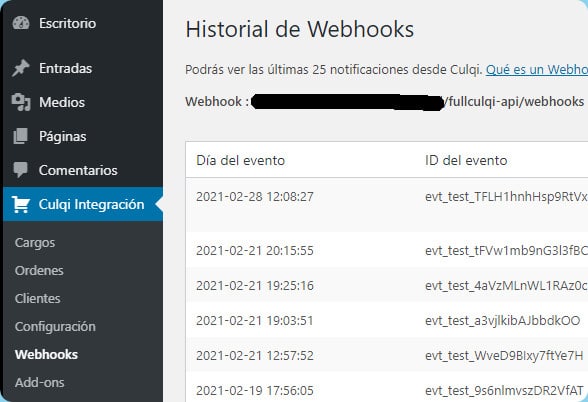 Escritorio
Entradas
Medios
Páginas
Comentarios
Culqi Integración
Cargos
Ordenes
Clientes
Configuración
Webhooks
Add-ons
Historial de Webhooks
Podrás ver las últimas 25 notificaciones desde Culqi. Qué es un Webho
Webhook : /fullculqi-api/webhooks
Día del evento ID del evento
2021-02-28 12:08:27 evt_test_TFLH1hnhHsp9RtVx
2021-02-21 20:15:55 evt_test_tFVw1mb9nG3l3fBC
2021-02-21 19:25:16 evt_test_4aVzMLnWL1RAz0c
2021-02-21 19:03:51 evt_test_a3vjlkibAJbbdkOO
2021-02-21 12:57:52 evt_test_WveD9BIxy7ftYe7H
2021-02-19 17:56:05 evt_test_9s6nlmvszDR2VfAT